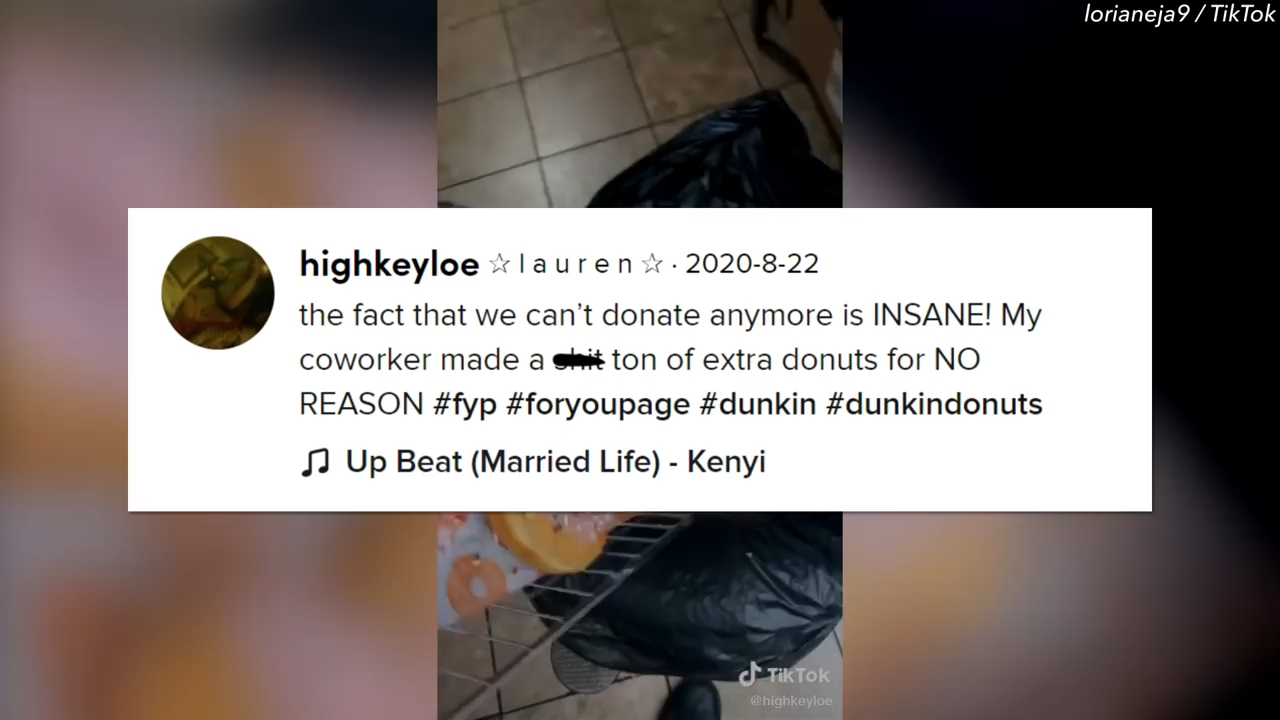 lorianeja9 / TikTok
highkeyloe ☆ l a u r e n ☆ · 2020-8-22
the fact that we can’t donate anymore is INSANE! My
coworker made a shit ton of extra donuts for NO
REASON #fyp #foryoupage #dunkin #dunkindonuts
Up Beat (Married Life) - Kenyi
TikTok
@highkeyloe